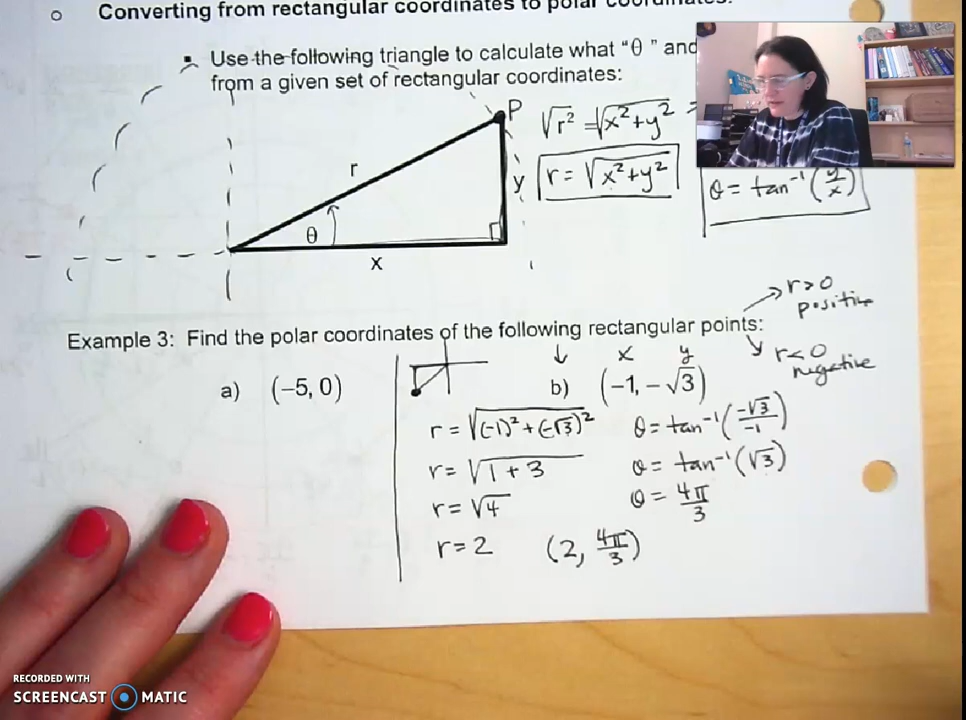 Converting from rectangular coordinates to polar coordinates:
Use the following triangle to calculate what “θ ” and
from a given set of rectangular coordinates:
P
√r² = √x²+y²
r
y
r = √x²+y²
θ = tan⁻¹(y/x)
θ
x
r>0
positive
Example 3: Find the polar coordinates of the following rectangular points:
r<0
negative
x y
a) (−5, 0)
b) (-1, -√3)
r = √(-1)²+(-√3)²
θ = tan⁻¹(-√3/-1)
r = √1+3
θ = tan⁻¹(√3)
r = √4
θ = 4π/3
r = 2
(2, 4π/3)
RECORDED WITH
SCREENCAST MATIC